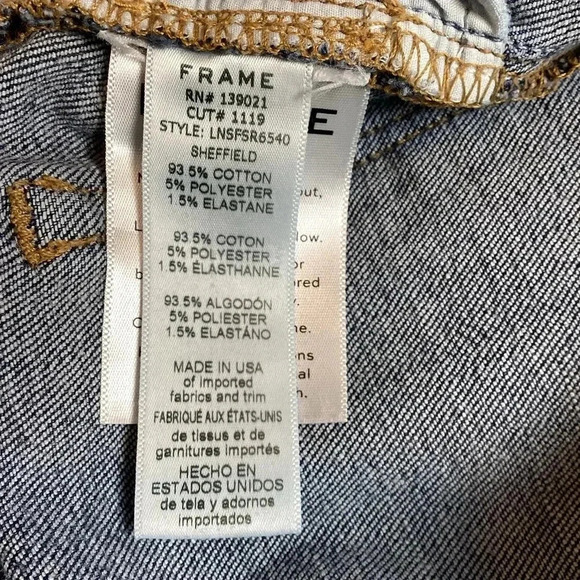 FRAME
RN# 139021
CUT# 1119
STYLE: LNSFSR6540
SHEFFIELD
93.5% COTTON
5% POLYESTER
1.5% ELASTANE
93.5% COTON
5% POLYESTER
1.5% ÉLASTHANNE
93.5% ALGODÓN
5% POLIESTER
1.5% ELASTÁNO
MADE IN USA
of imported
fabrics and trim
FABRIQUÉ AUX ÉTATS-UNIS
de tissus et de
garnitures importés
HECHO EN
ESTADOS UNIDOS
de tela y adornos
importados